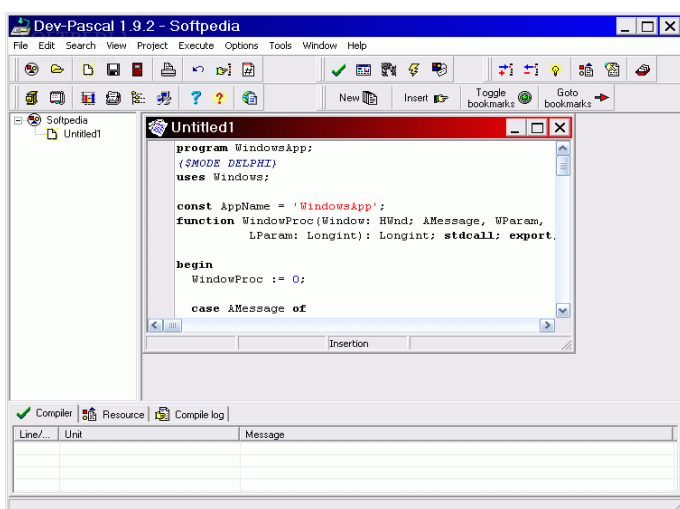 Dev-Pascal 1.9.2 - Softpedia
File Edit Search View Project Execute Options Tools Window Help
New Insert Toggle bookmarks Goto bookmarks
Softpedia
Untitled1
Untitled1
program WindowsApp;
{$MODE DELPHI}
uses Windows;
const AppName = 'WindowsApp';
function WindowProc(Window: HWnd; AMessage, WParam,
LParam: Longint): Longint; stdcall; export;
begin
WindowProc := 0;
case AMessage of
Insertion
Compiler Resource Compile log
Line/... Unit Message